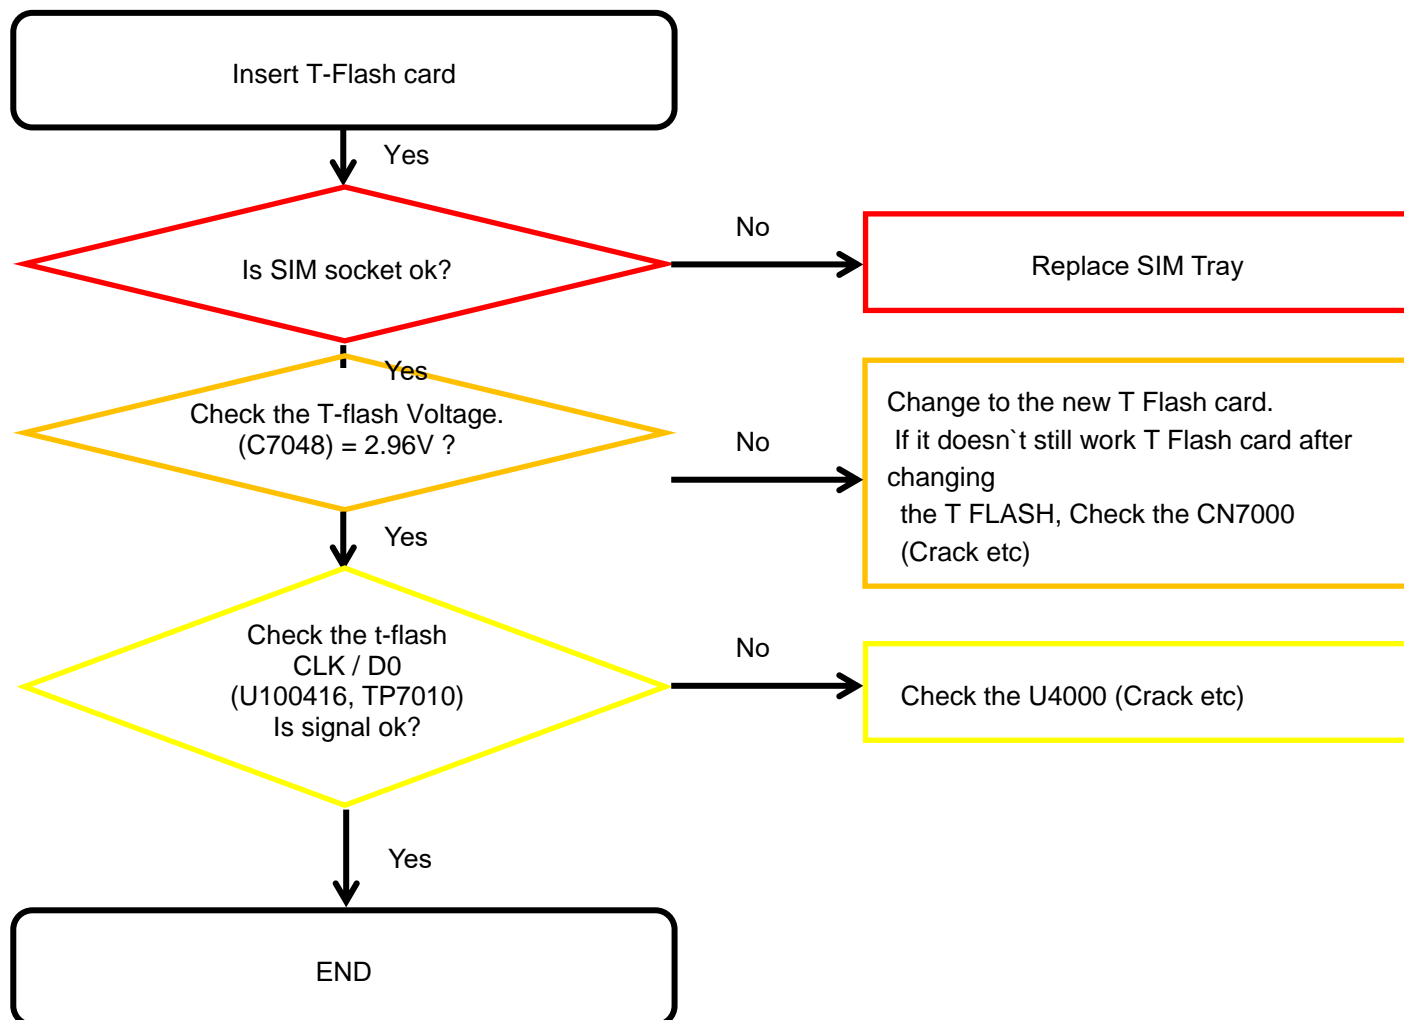 Insert T-Flash card
Yes
Is SIM socket ok?
No
Replace SIM Tray
Yes
Check the T-flash Voltage.
(C7048) = 2.96V ?
No
Change to the new T Flash card.
If it doesn`t still work T Flash card after
changing
the T FLASH, Check the CN7000
(Crack etc)
Yes
Check the t-flash
CLK / D0
(U100416, TP7010)
Is signal ok?
No
Check the U4000 (Crack etc)
Yes
END